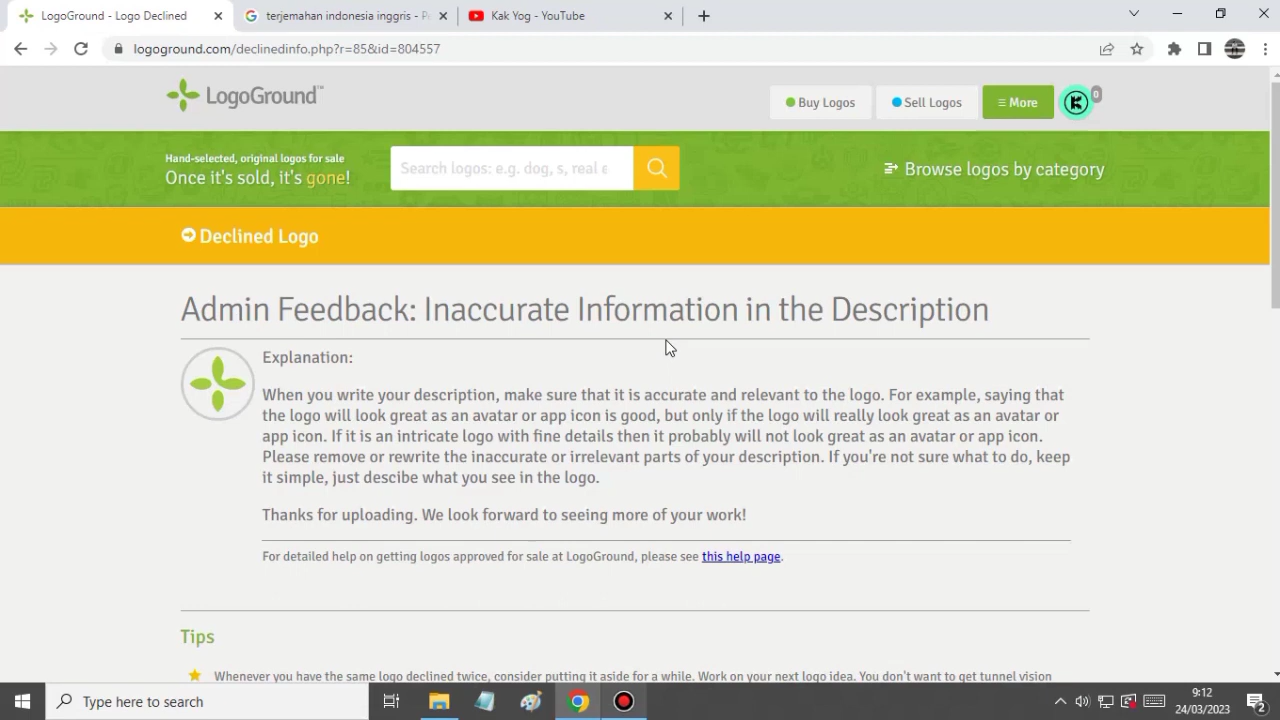 LogoGround - Logo Declined
terjemahan indonesia inggris - Pe
Kak Yog - YouTube
logoground.com/declinedinfo.php?r=85&id=804557
LogoGround™
Buy Logos
Sell Logos
≡ More
K
0
Hand-selected, original logos for sale
Once it's sold, it's gone!
Search logos: e.g. dog, s, real e
Browse logos by category
Declined Logo
Admin Feedback: Inaccurate Information in the Description
Explanation:
When you write your description, make sure that it is accurate and relevant to the logo. For example, saying that
the logo will look great as an avatar or app icon is good, but only if the logo will really look great as an avatar or
app icon. If it is an intricate logo with fine details then it probably will not look great as an avatar or app icon.
Please remove or rewrite the inaccurate or irrelevant parts of your description. If you're not sure what to do, keep
it simple, just descibe what you see in the logo.
Thanks for uploading. We look forward to seeing more of your work!
For detailed help on getting logos approved for sale at LogoGround, please see this help page.
Tips
Whenever you have the same logo declined twice, consider putting it aside for a while. Work on your next logo idea. You don't want to get tunnel vision
Type here to search
9:12
24/03/2023
2